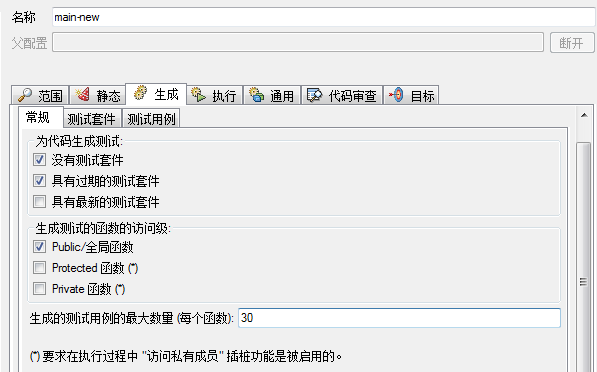 名称 main-new
父配置 断开
范围 静态 生成 执行 通用 代码审查 目标
常规 测试套件 测试用例
为代码生成测试:
没有测试套件
具有过期的测试套件
具有最新的测试套件
生成测试的函数的访问级:
Public/全局函数
Protected 函数 (*)
Private 函数 (*)
生成的测试用例的最大数量 (每个函数): 30
(*) 要求在执行过程中 "访问私有成员" 插桩功能是被启用的。